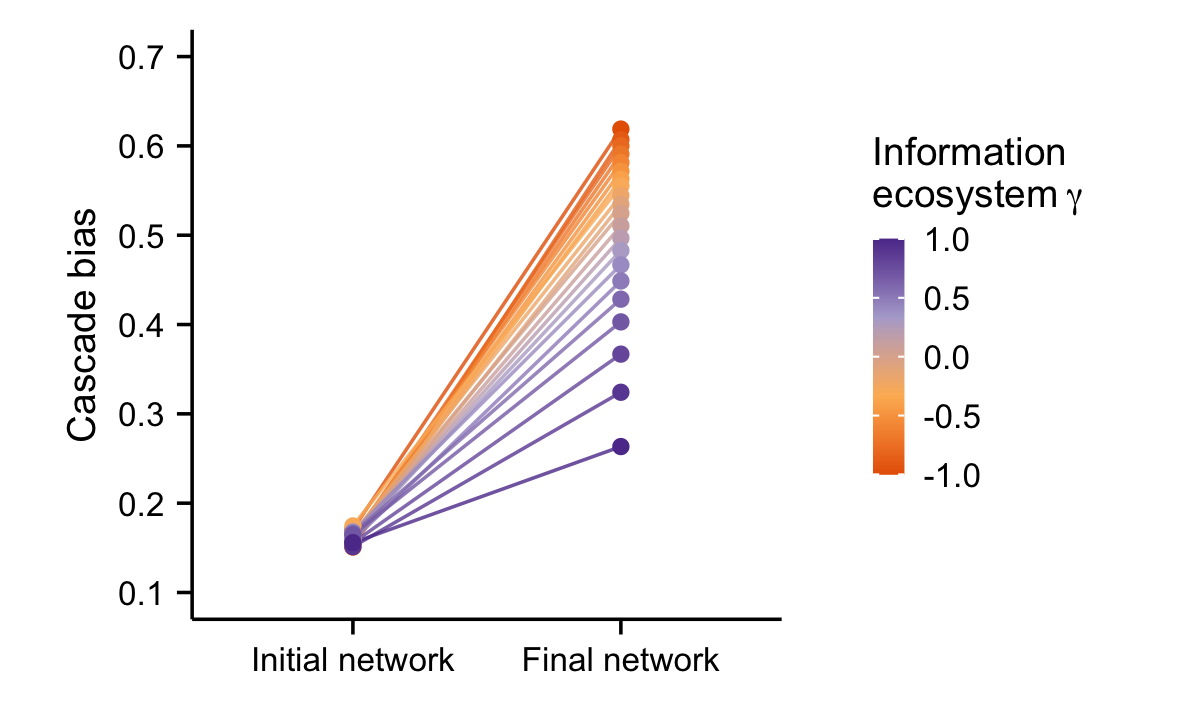 0.7
0.6
0.5
0.4
0.3
0.2
0.1
Cascade bias
Initial network
Final network
Information
ecosystem γ
1.0
0.5
0.0
-0.5
-1.0